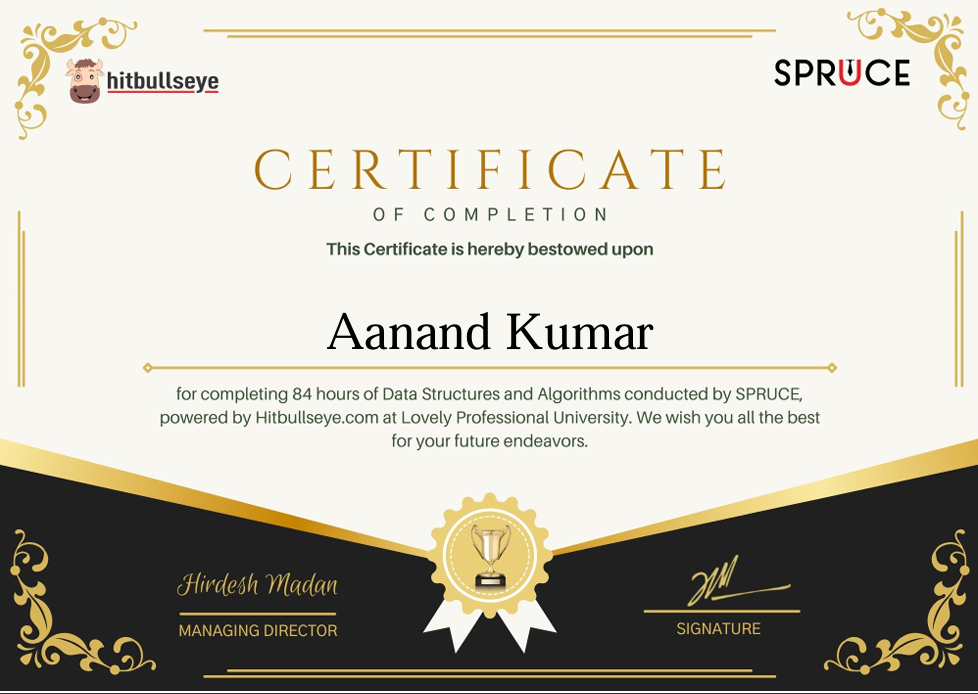 hitbullseye
SPRUCE
CERTIFICATE
OF COMPLETION
This Certificate is hereby bestowed upon
Aanand Kumar
for completing 84 hours of Data Structures and Algorithms conducted by SPRUCE,
powered by Hitbullseye.com at Lovely Professional University. We wish you all the best
for your future endeavors.
Hirdesh Madan
MANAGING DIRECTOR
SIGNATURE